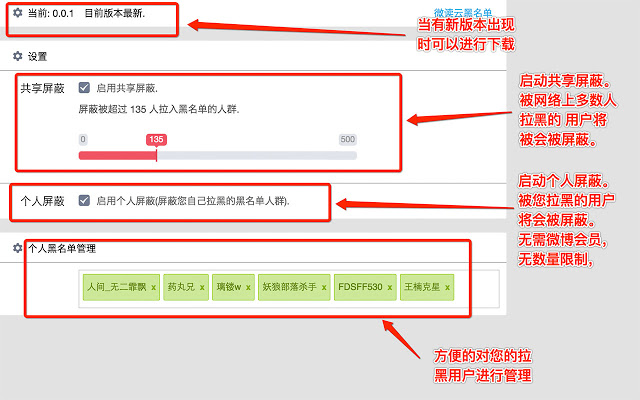 当前: 0.0.1 目前版本最新.
微澜云黑名单
当有新版本出现
时可以进行下载
设置
共享屏蔽 启用共享屏蔽.
屏蔽被超过 135 人拉入黑名单的人群.
0 135 500
启动共享屏蔽。
被网络上多数人
拉黑的 用户将
被会被屏蔽。
个人屏蔽 启用个人屏蔽(屏蔽您自己拉黑的黑名单人群).
启动个人屏蔽。
被您拉黑的用户
将会被屏蔽。
无需微博会员,
无数量限制,
个人黑名单管理
人间_无二霏飘 x 药丸兄 x 璃镂w x 妖狼部落杀手 x FDSFF530 x 王楠克星 x
方便的对您的拉
黑用户进行管理